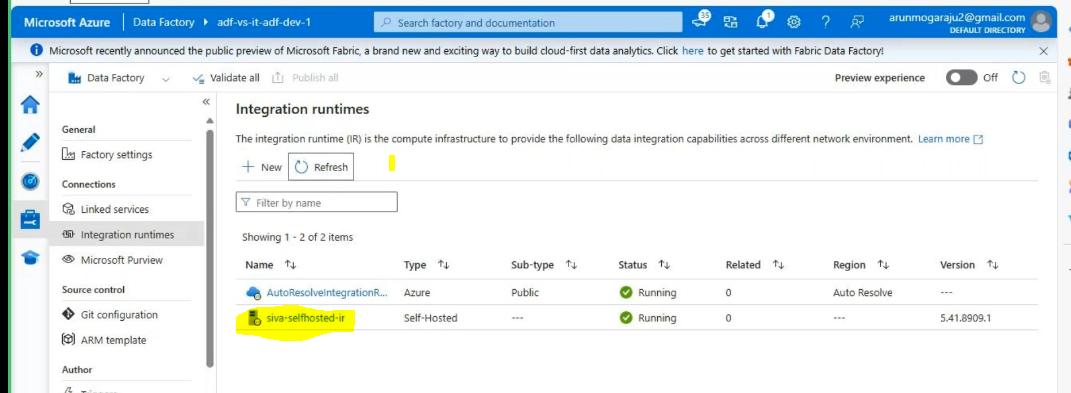 Microsoft Azure
Data Factory
adf-vs-it-adf-dev-1
Search factory and documentation
35
1
arunmogaraju2@gmail.com
DEFAULT DIRECTORY
Microsoft recently announced the public preview of Microsoft Fabric, a brand new and exciting way to build cloud-first data analytics. Click here to get started with Fabric Data Factory!
Data Factory
Validate all
Publish all
Preview experience
Off
General
Factory settings
Connections
Linked services
Integration runtimes
Microsoft Purview
Source control
Git configuration
ARM template
Author
Integration runtimes
The integration runtime (IR) is the compute infrastructure to provide the following data integration capabilities across different network environment. Learn more
New
Refresh
Filter by name
Showing 1 - 2 of 2 items
Name Type Sub-type Status Related Region Version
AutoResolveIntegrationR... Azure Public Running 0 Auto Resolve ---
siva-selfhosted-ir Self-Hosted --- Running 0 --- 5.41.8909.1